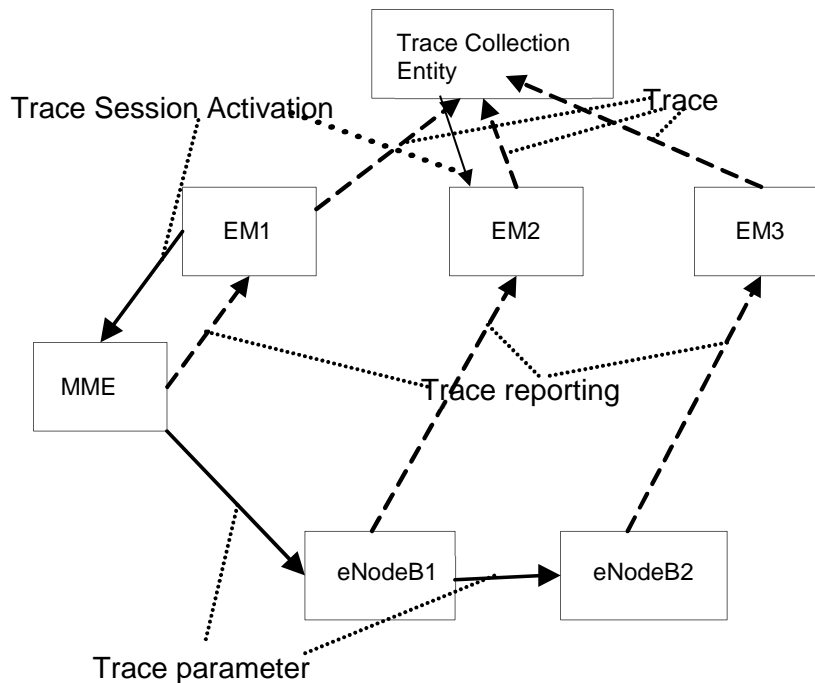 Trace Collection
Entity
Trace Session Activation
Trace
EM1
EM2
EM3
MME
Trace reporting
eNodeB1
eNodeB2
Trace parameter